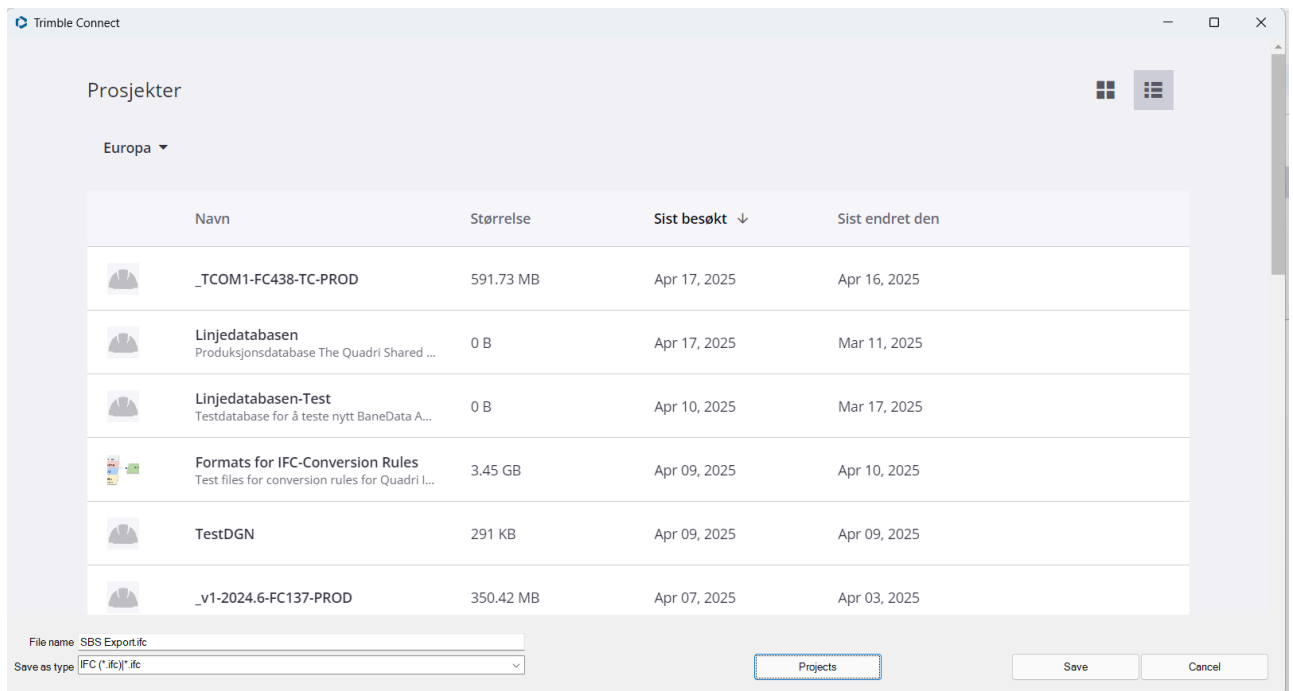 Trimble Connect
Prosjekter
Europa
Navn Størrelse Sist besøkt Sist endret den
_TCOM1-FC438-TC-PROD 591.73 MB Apr 17, 2025 Apr 16, 2025
Linjedatabasen 0 B Apr 17, 2025 Mar 11, 2025
Produksjonsdatabase The Quadri Shared ...
Linjedatabasen-Test 0 B Apr 10, 2025 Mar 17, 2025
Testdatabase for å teste nytt BaneData A...
Formats for IFC-Conversion Rules 3.45 GB Apr 09, 2025 Apr 10, 2025
Test files for conversion rules for Quadri I...
TestDGN 291 KB Apr 09, 2025 Apr 09, 2025
_v1-2024.6-FC137-PROD 350.42 MB Apr 07, 2025 Apr 03, 2025
File name SBS Export.ifc
Save as type IFC (*.ifc)|*.ifc
Projects Save Cancel